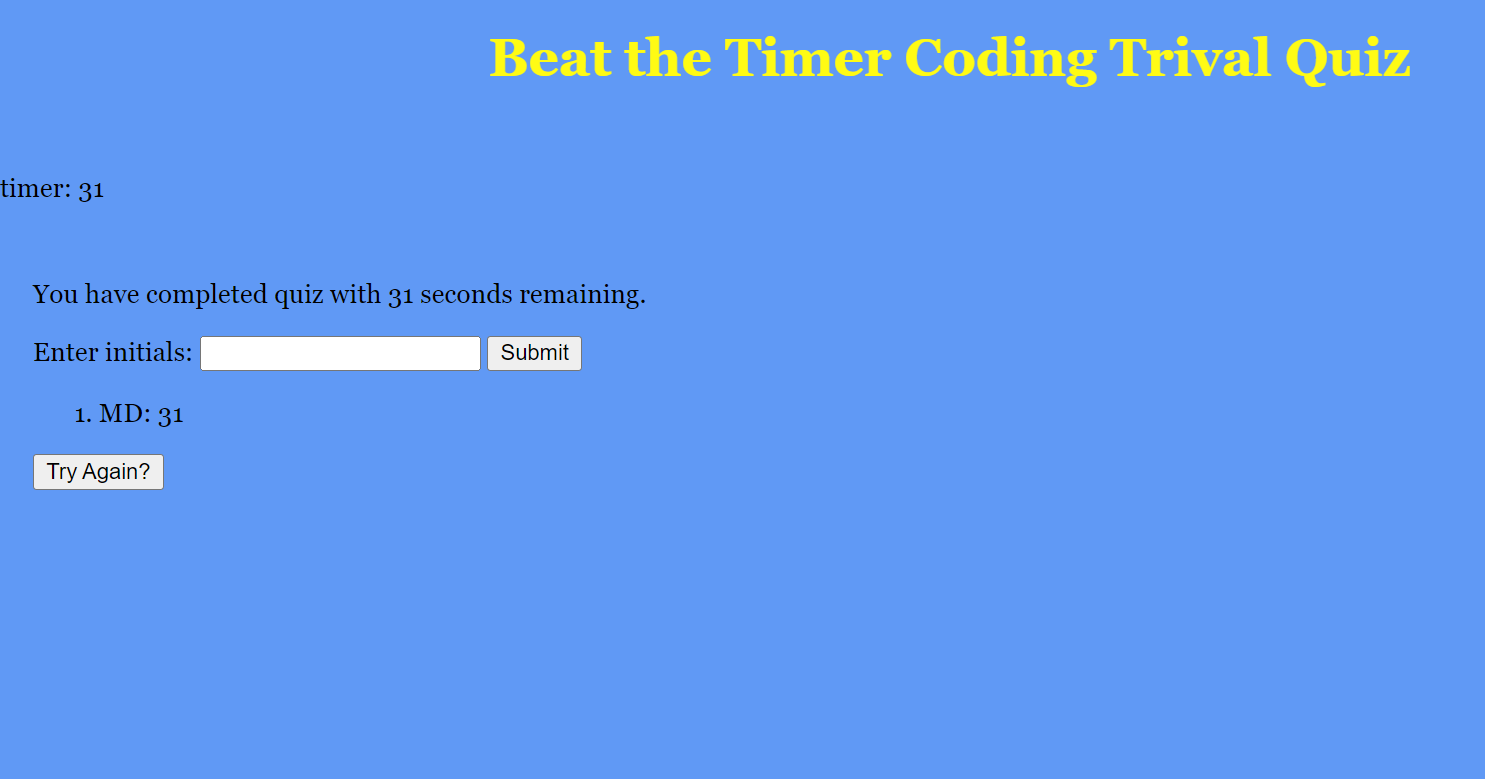 Beat the Timer Coding Trival Quiz
timer: 31
You have completed quiz with 31 seconds remaining.
Enter initials: Submit
1. MD: 31
Try Again?